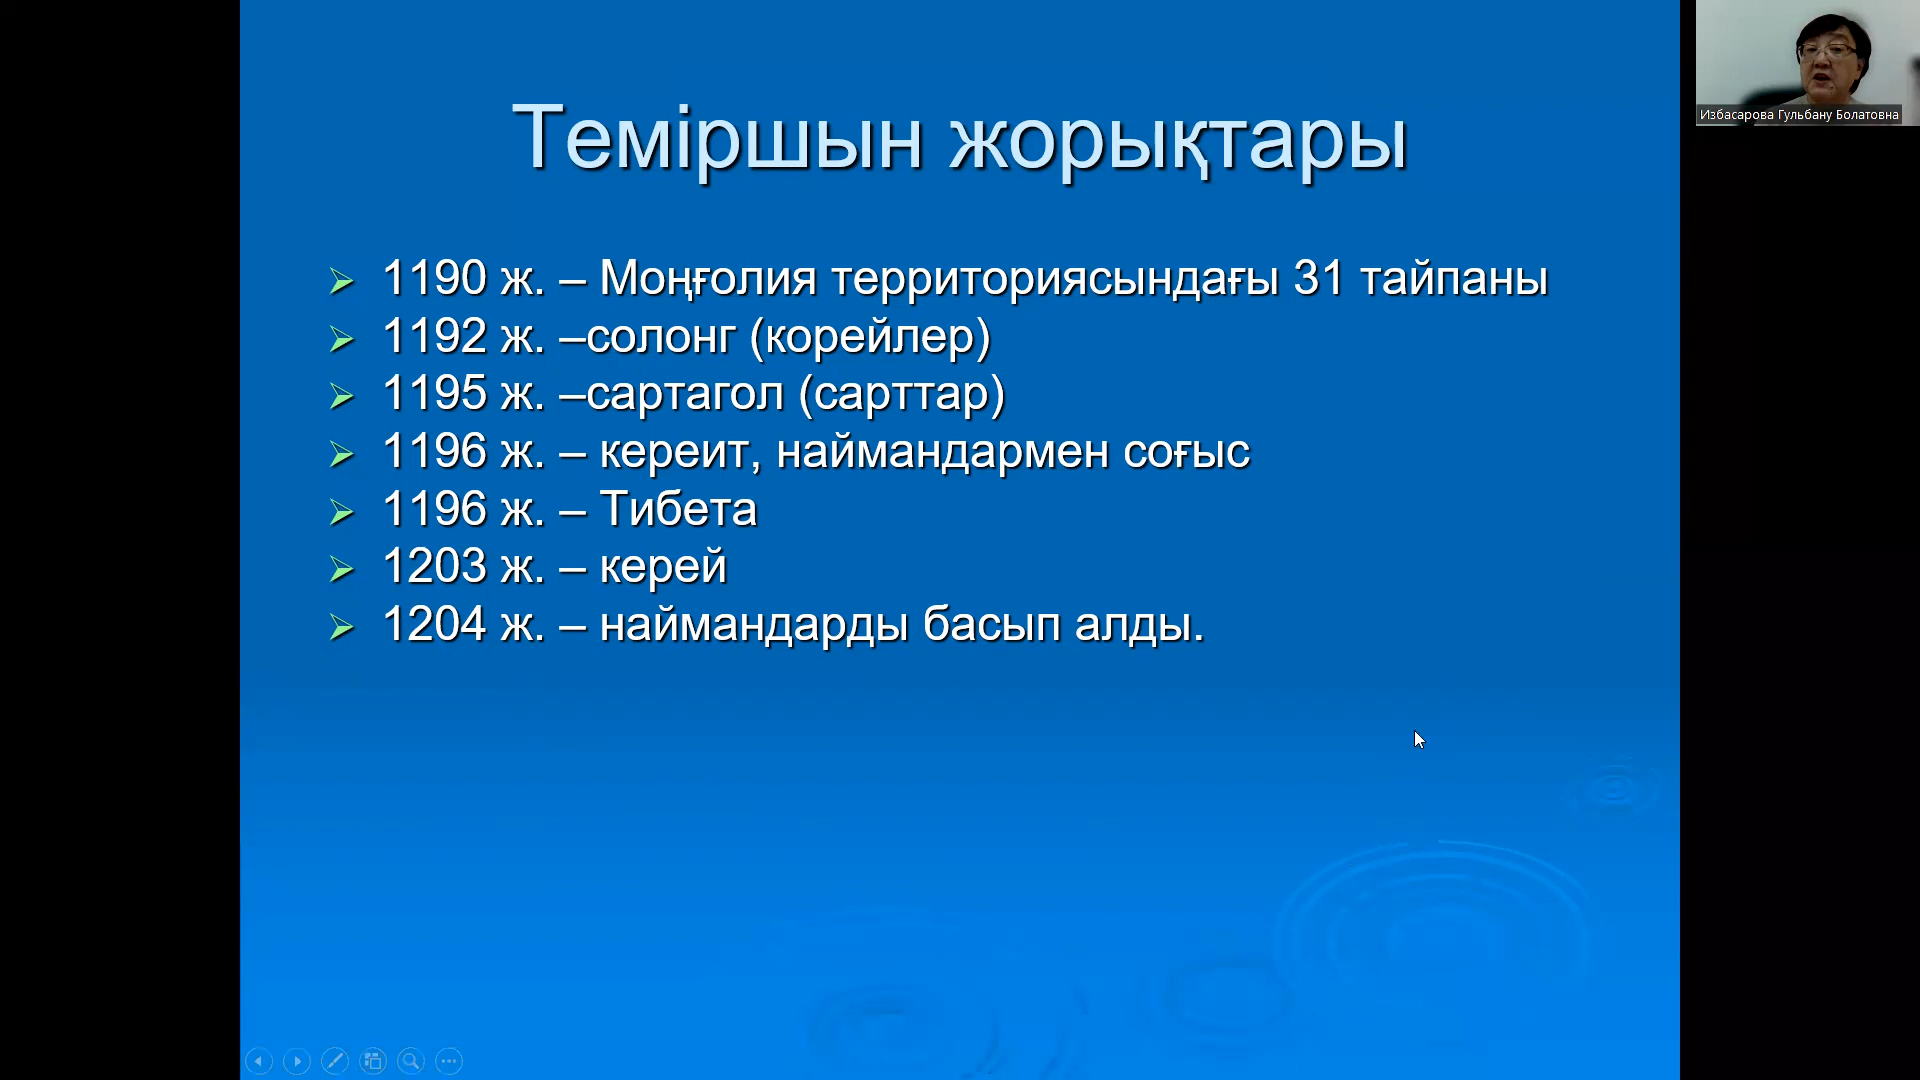 Теміршын жорықтары
1190 ж. – Моңғолия территориясындағы 31 тайпаны
1192 ж. –солонг (корейлер)
1195 ж. –сартагол (сарттар)
1196 ж. – кереит, наймандармен соғыс
1196 ж. – Тибета
1203 ж. – керей
1204 ж. – наймандарды басып алды.
Избасарова Гульбану Болатовна